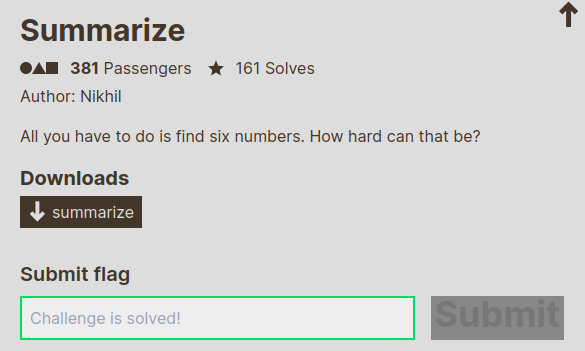 Summarize
381 Passengers 161 Solves
Author: Nikhil
All you have to do is find six numbers. How hard can that be?
Downloads
summarize
Submit flag
Challenge is solved! Submit